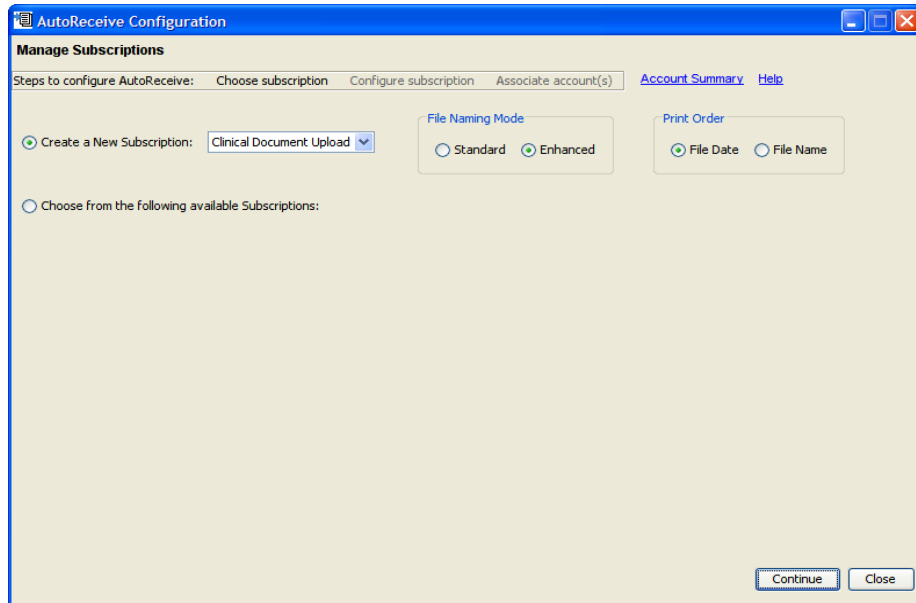 AutoReceive Configuration
Manage Subscriptions
Steps to configure AutoReceive: Choose subscription Configure subscription Associate account(s) Account Summary Help
File Naming Mode Print Order
Create a New Subscription: Clinical Document Upload Standard Enhanced File Date File Name
Choose from the following available Subscriptions:
Continue Close